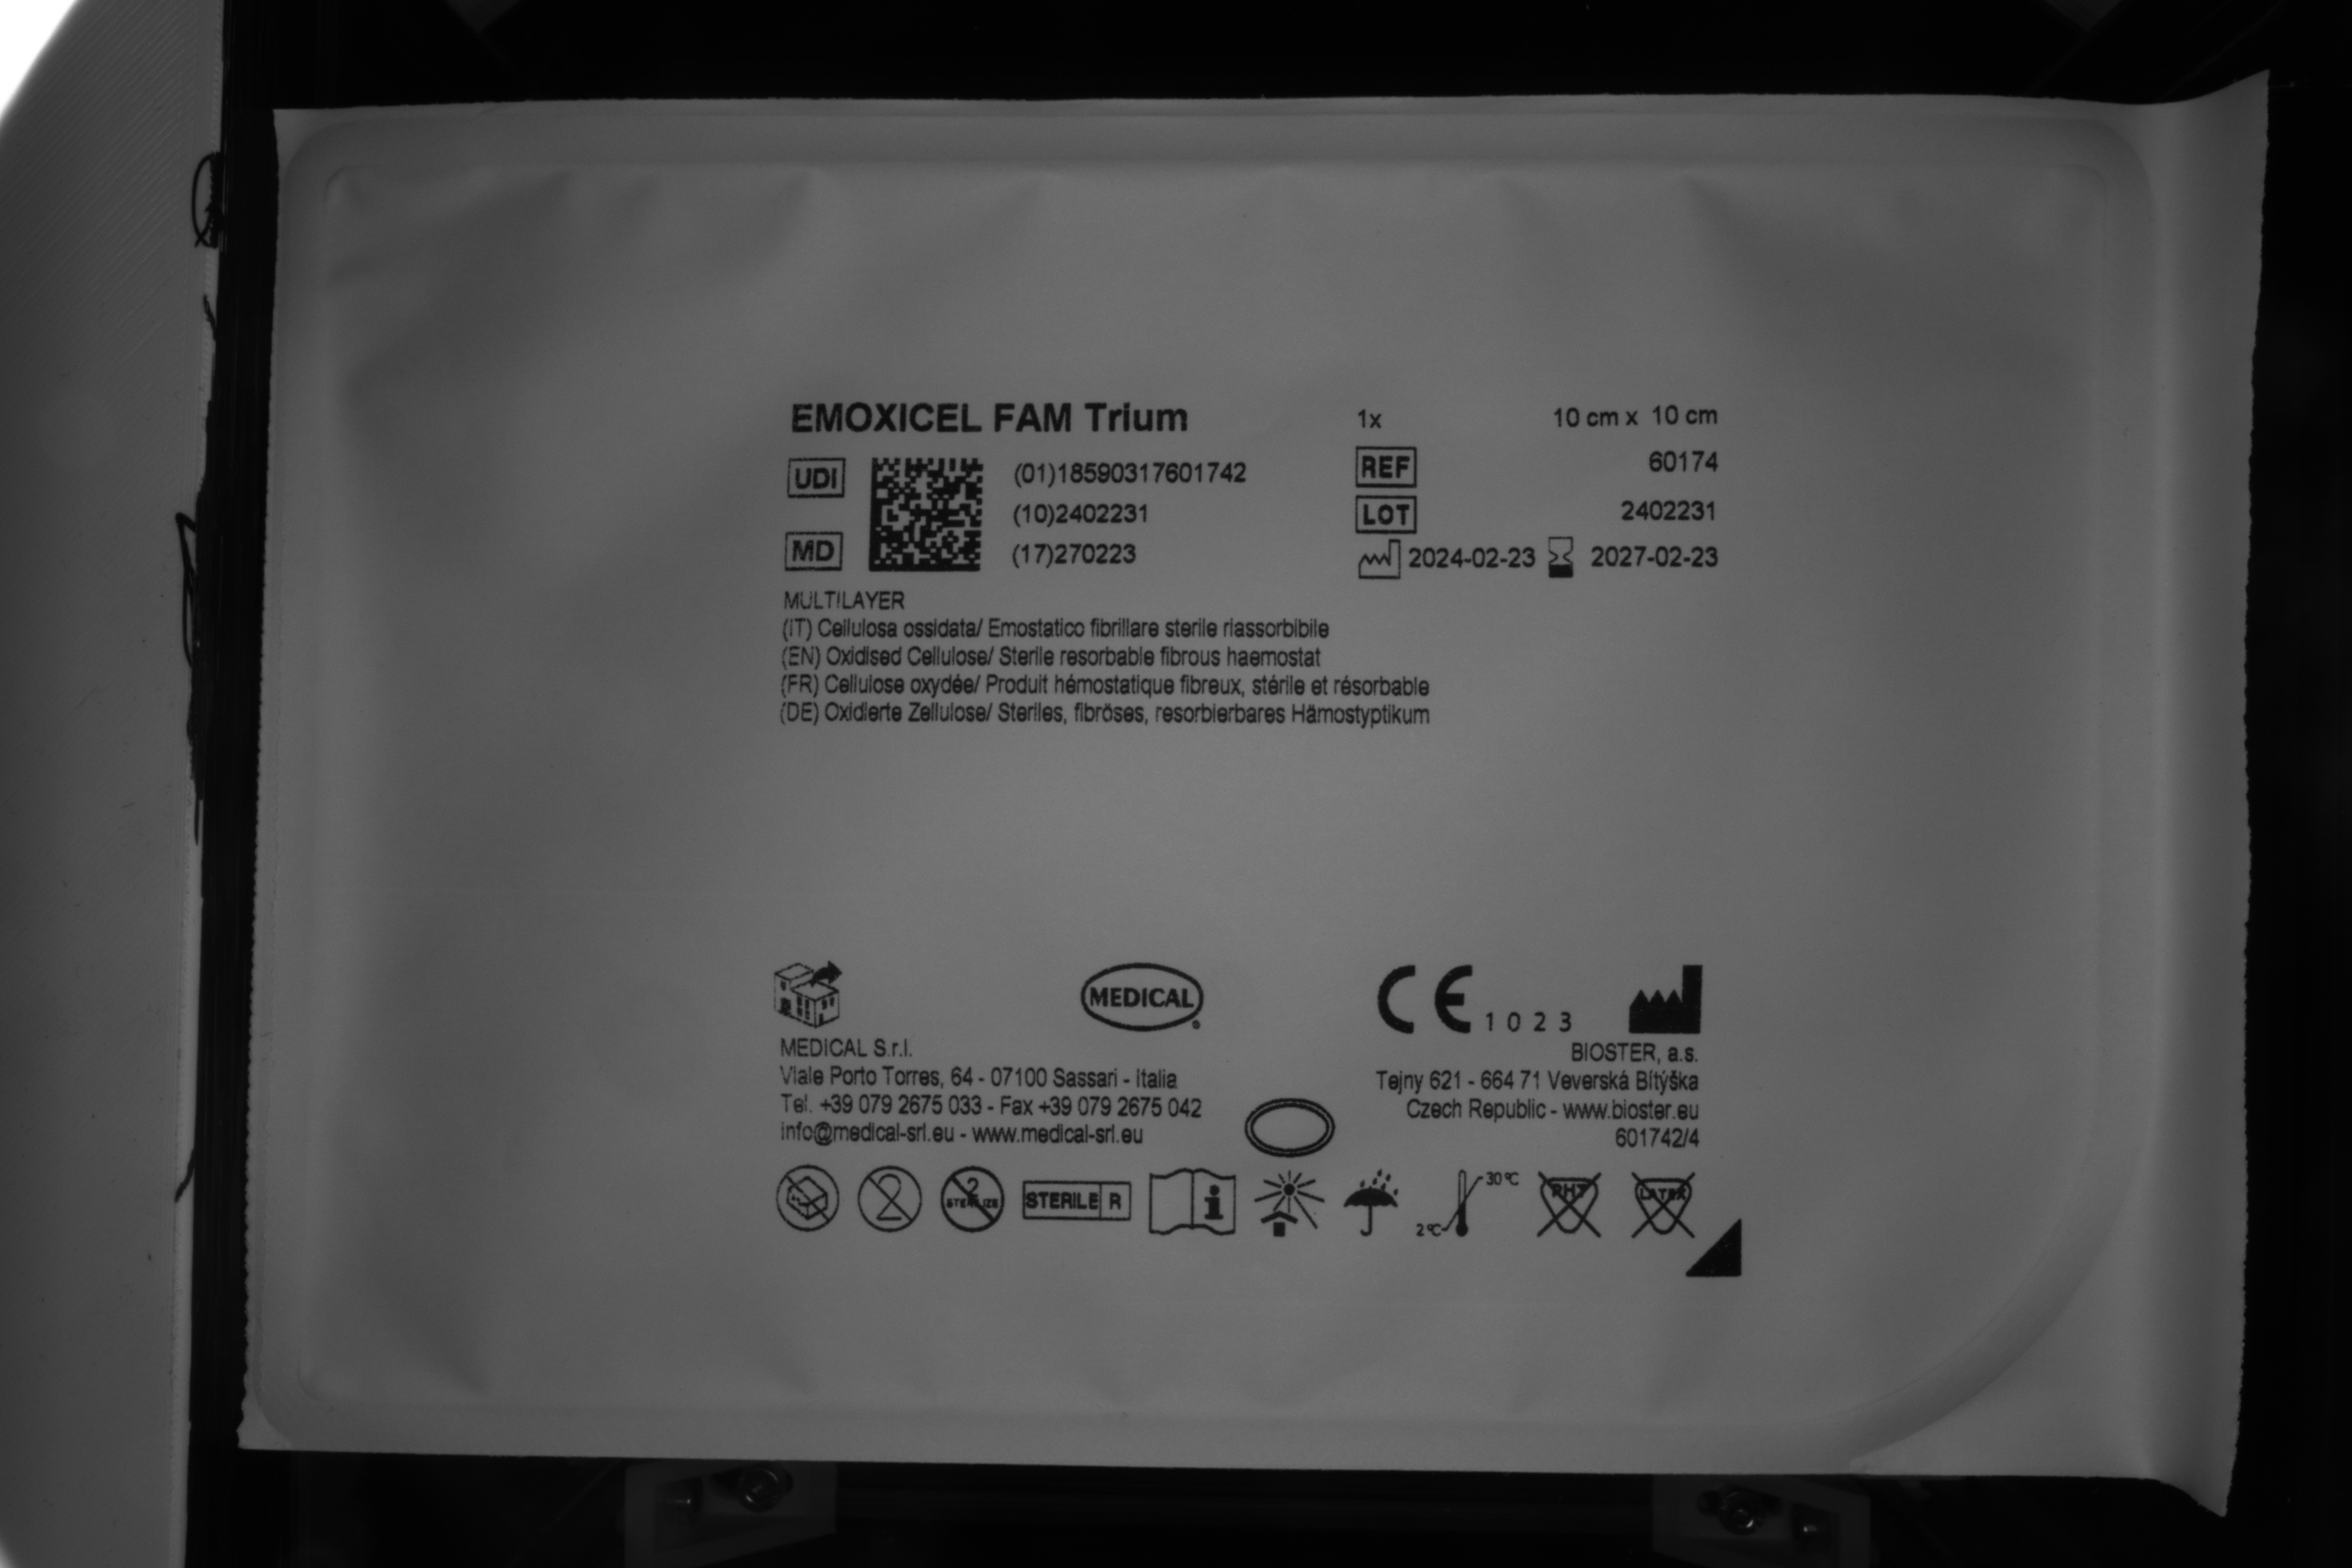 EMOXICEL FAM Trium
1x 10 cm x 10 cm
UDI (01)18590317601742
REF 60174
(10)2402231
LOT 2402231
MD (17)270223
2024-02-23 2027-02-23
MULTILAYER
(IT) Cellulosa ossidata/ Emostatico fibrillare sterile riassorbibile
(EN) Oxidised Cellulose/ Sterile resorbable fibrous haemostat
(FR) Cellulose oxydée/ Produit hémostatique fibreux, stérile et résorbable
(DE) Oxidierte Zellulose/ Steriles, fibröses, resorbierbares Hämostyptikum
MEDICAL
CE 1023
MEDICAL S.r.l.
Viale Porto Torres, 64 - 07100 Sassari - Italia
Tel. +39 079 2675 033 - Fax +39 079 2675 042
info@medical-srl.eu - www.medical-srl.eu
BIOSTER, a.s.
Tejny 621 - 664 71 Veverská Bítýška
Czech Republic - www.bioster.eu
601742/4
2
2 STERILIZE
STERILE R
i
2°C 30°C
PHT
LATEX